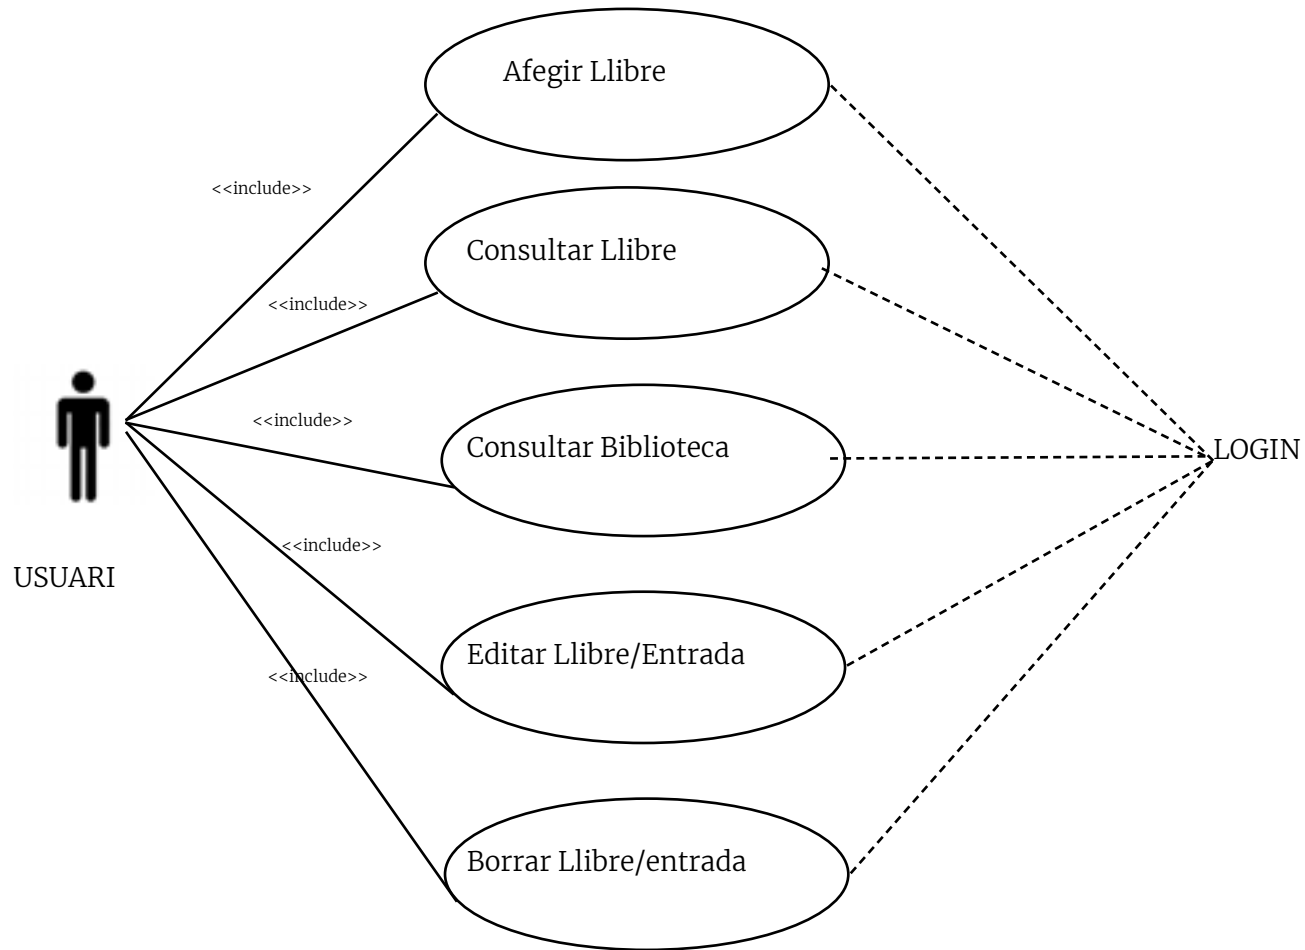 Afegir Llibre
<<include>>
Consultar Llibre
<<include>>
<<include>>
Consultar Biblioteca
LOGIN
<<include>>
USUARI
Editar Llibre/Entrada
<<include>>
Borrar Llibre/entrada